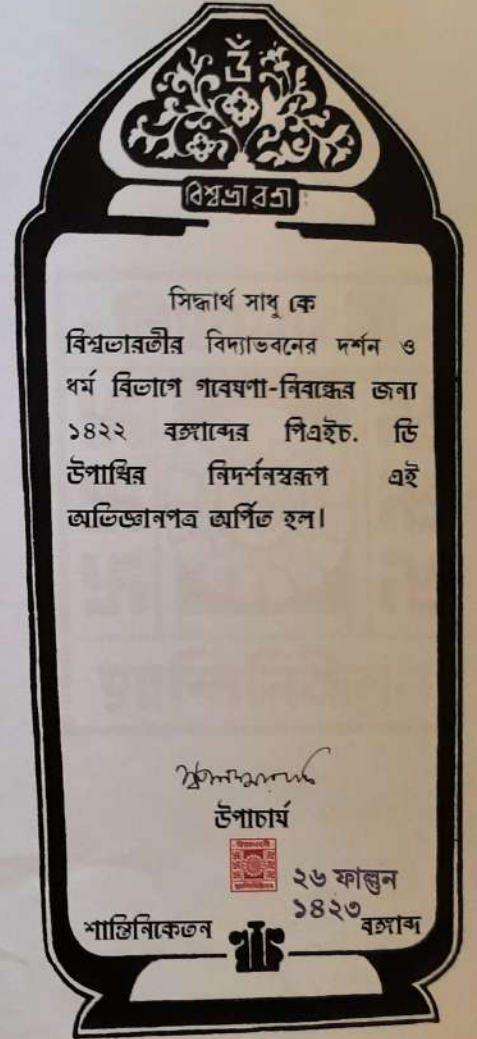 ওঁ
বিশ্বভারতী
সিদ্ধার্থ সাধু কে
বিশ্বভারতীর বিদ্যাভবনের দর্শন ও
ধর্ম বিভাগে গবেষণা-নিবন্ধের জন্য
১৪২২ বঙ্গাব্দের পিএইচ. ডি
উপাধির নিদর্শনস্বরূপ এই
অভিজ্ঞানপত্র অর্পিত হল।
উপাচার্য
২৬ ফাল্গুন
১৪২৩ বঙ্গাব্দ
শান্তিনিকেতন